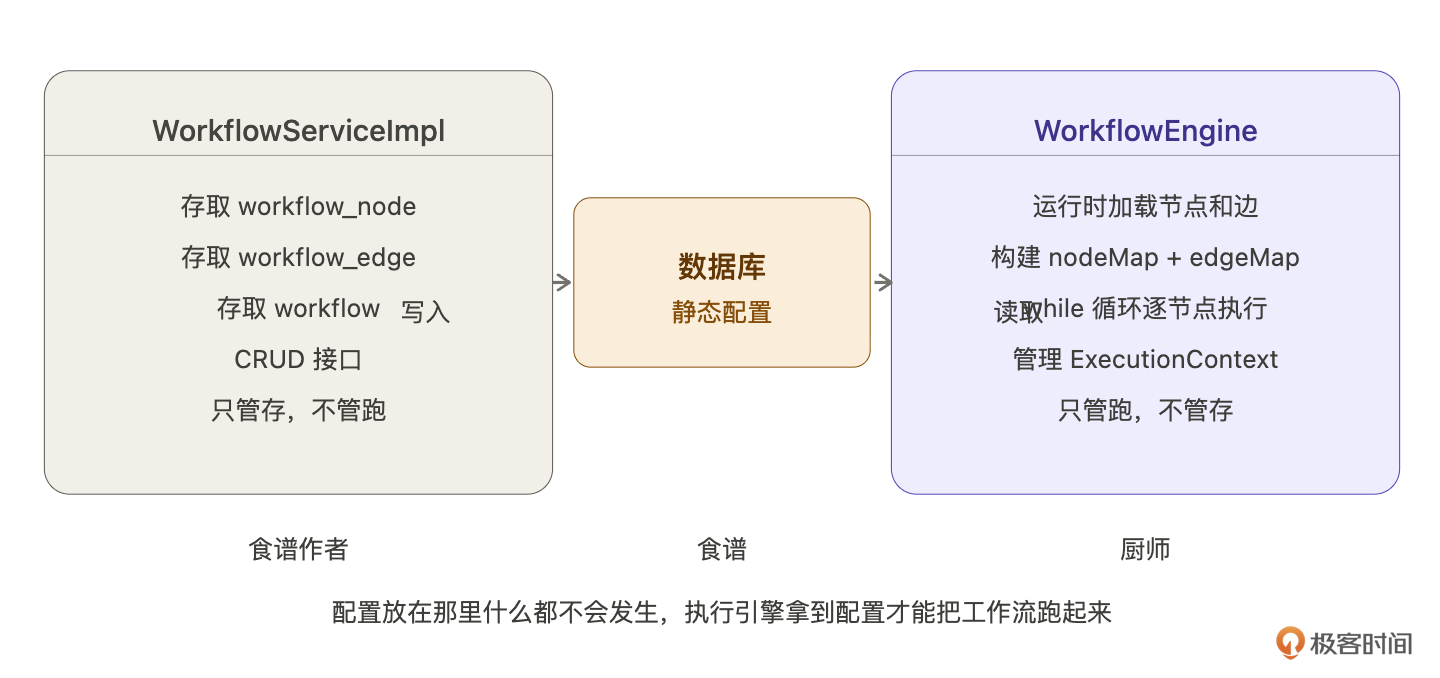 WorkflowServiceImpl
存取 workflow_node
存取 workflow_edge
存取 workflow
CRUD 接口
只管存，不管跑
写入
数据库
静态配置
读取
WorkflowEngine
运行时加载节点和边
构建 nodeMap + edgeMap
while 循环逐节点执行
管理 ExecutionContext
只管跑，不管存
食谱作者
食谱
厨师
配置放在那里什么都不会发生，执行引擎拿到配置才能把工作流跑起来
极客时间